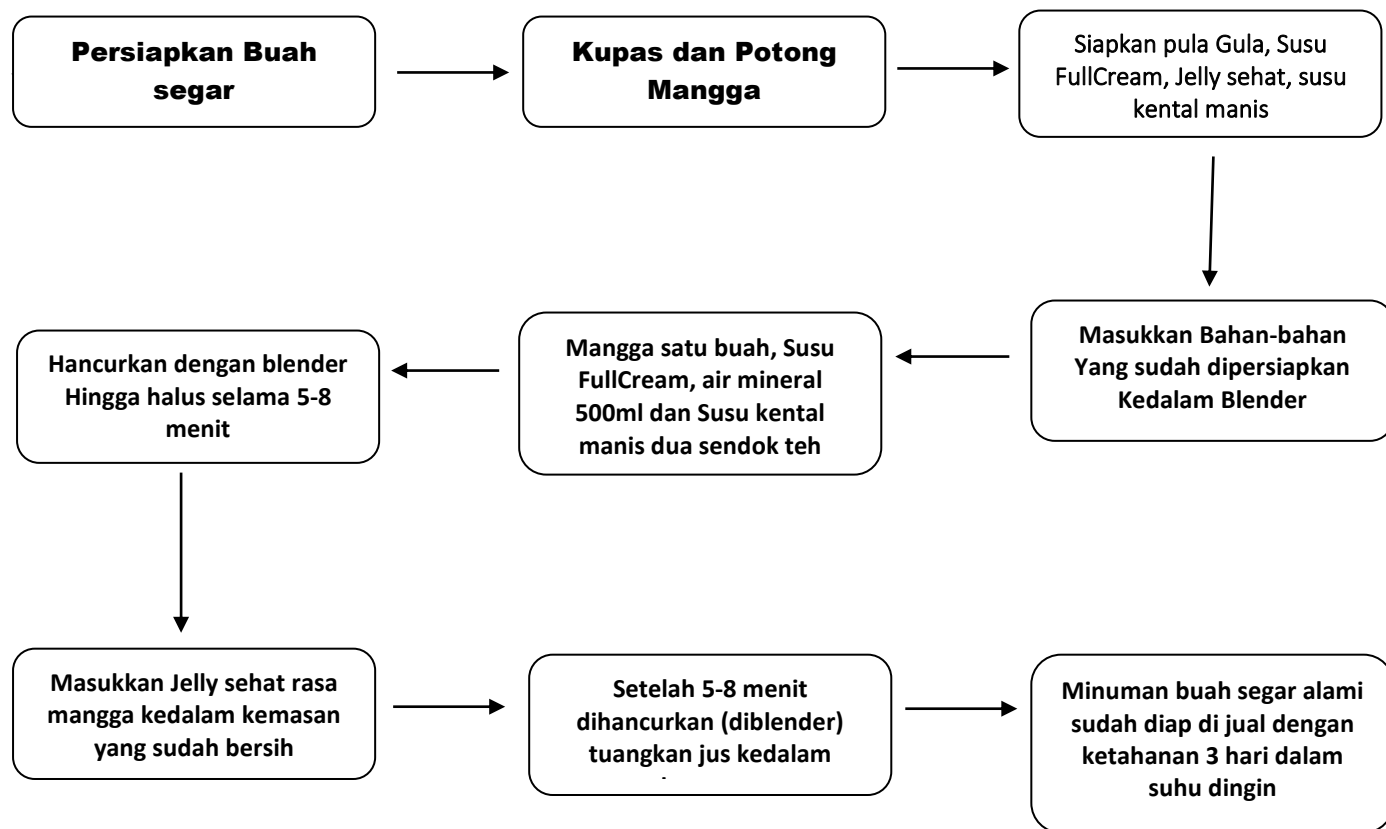 Persiapkan Buah
segar
Kupas dan Potong
Mangga
Siapkan pula Gula, Susu
FullCream, Jelly sehat, susu
kental manis
Masukkan Bahan-bahan
Yang sudah dipersiapkan
Kedalam Blender
Mangga satu buah, Susu
FullCream, air mineral
500ml dan Susu kental
manis dua sendok teh
Hancurkan dengan blender
Hingga halus selama 5-8
menit
Masukkan Jelly sehat rasa
mangga kedalam kemasan
yang sudah bersih
Setelah 5-8 menit
dihancurkan (diblender)
tuangkan jus kedalam
Minuman buah segar alami
sudah diap di jual dengan
ketahanan 3 hari dalam
suhu dingin